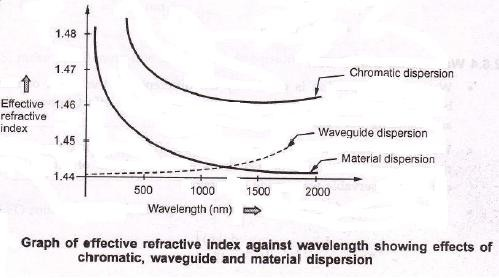 1.48
1.47
1.46
1.45
1.44
Effective
refractive
index
Chromatic dispersion
Waveguide dispersion
Material dispersion
500
1000
1500
2000
Wavelength (nm)
Graph of effective refractive index against wavelength showing effects of
chromatic, waveguide and material dispersion